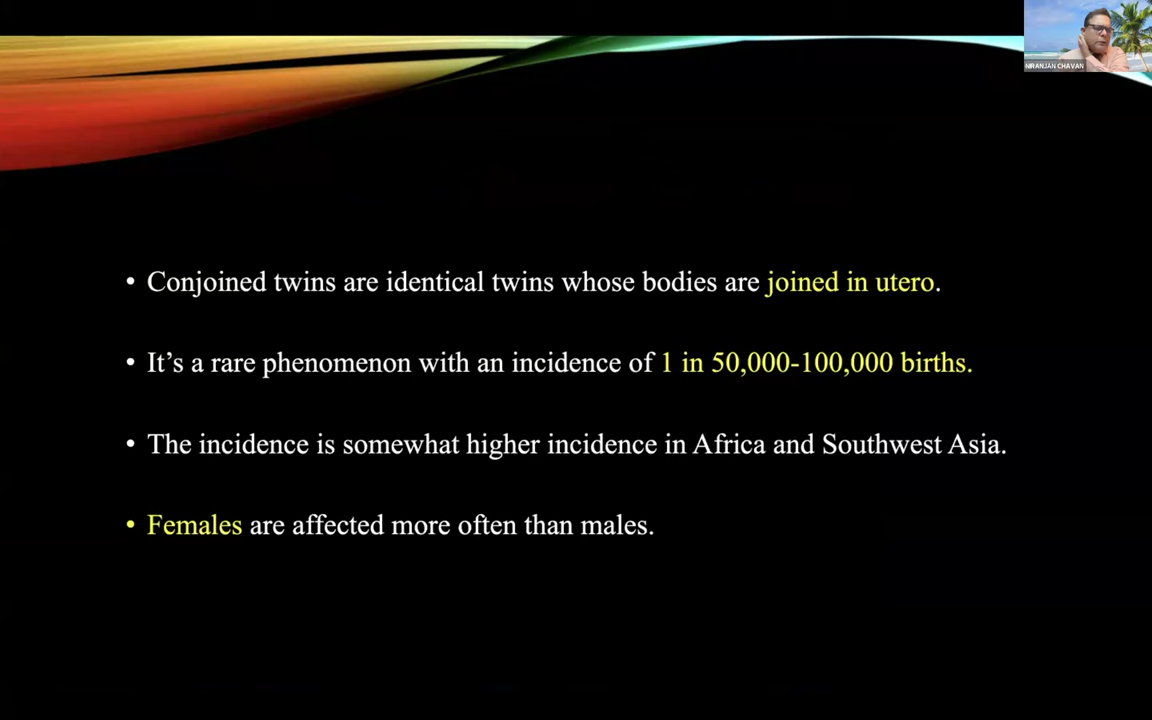 NIRANJAN CHAVAN
• Conjoined twins are identical twins whose bodies are joined in utero.
• It’s a rare phenomenon with an incidence of 1 in 50,000-100,000 births.
• The incidence is somewhat higher incidence in Africa and Southwest Asia.
• Females are affected more often than males.